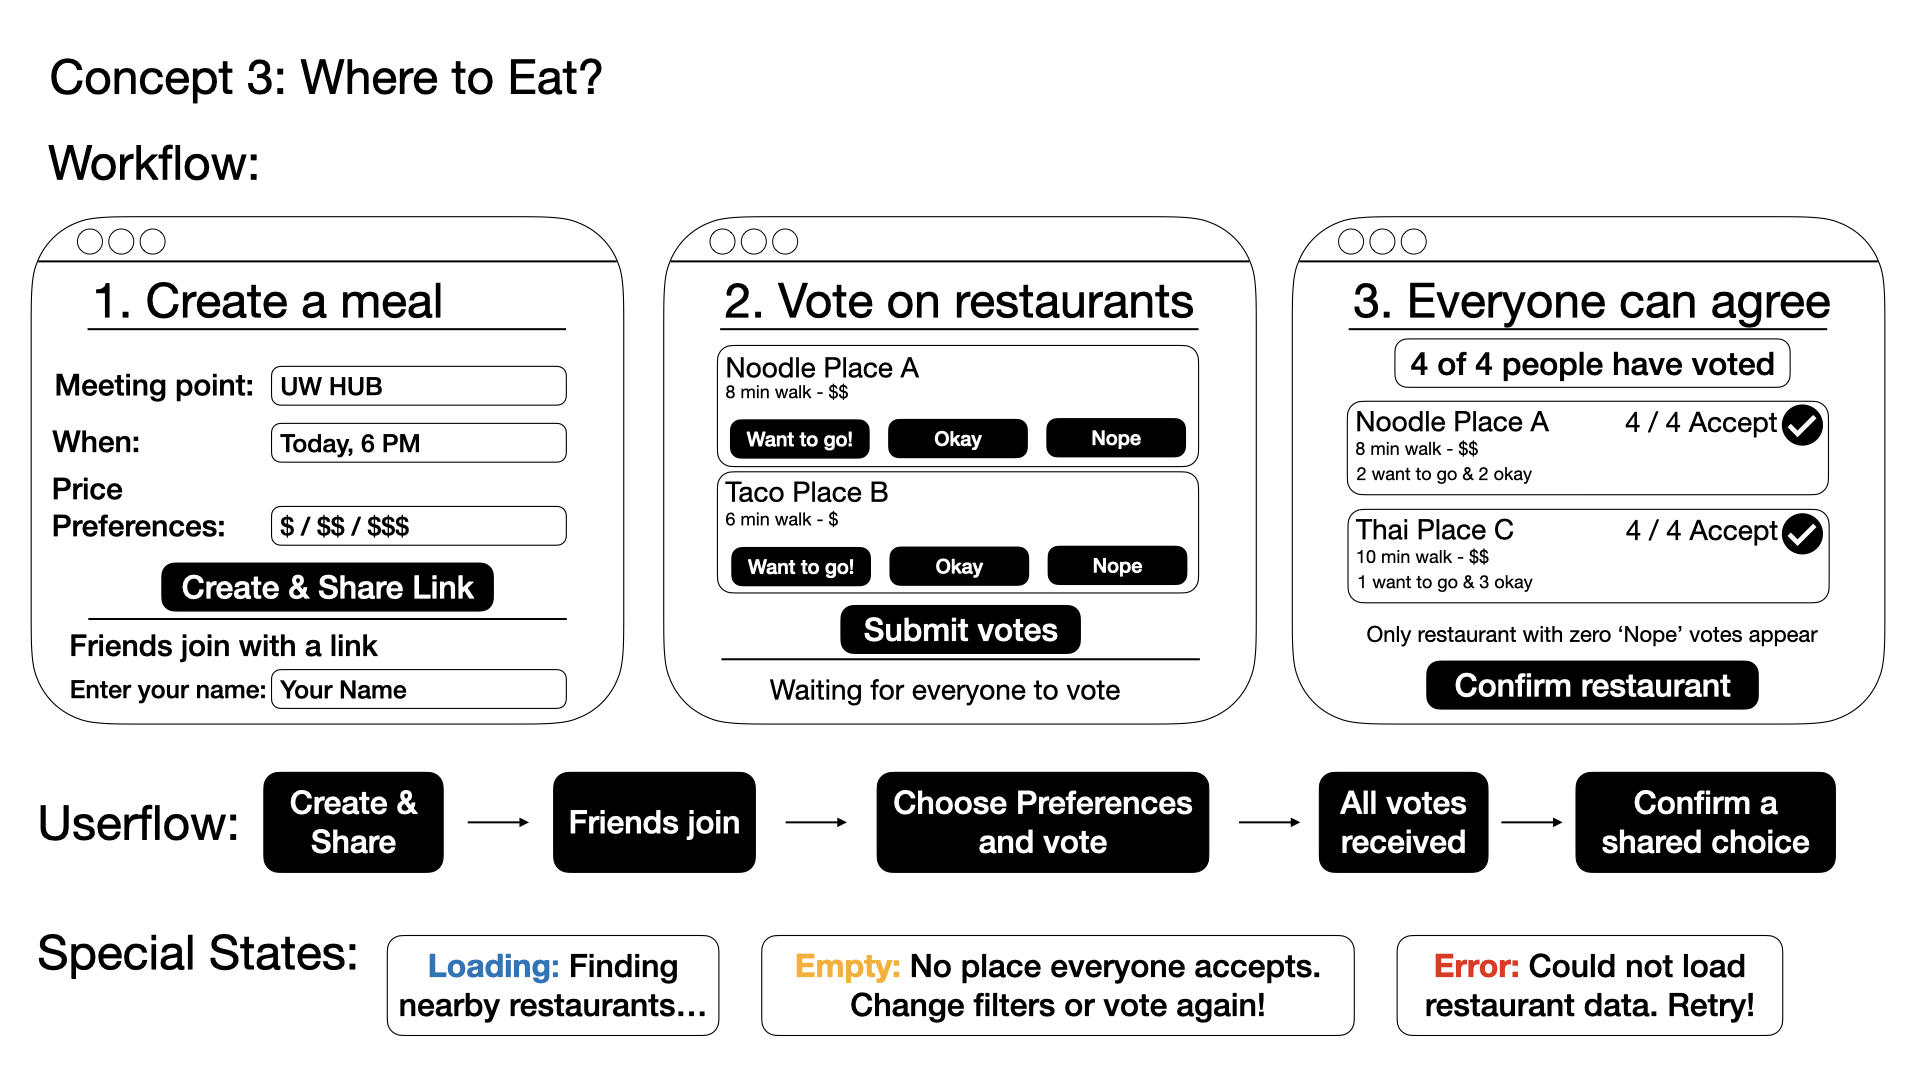 Concept 3: Where to Eat?
Workflow:
1. Create a meal
Meeting point: UW HUB
When: Today, 6 PM
Price
Preferences: $ / $$ / $$$
Create & Share Link
Friends join with a link
Enter your name: Your Name
2. Vote on restaurants
Noodle Place A
8 min walk - $$
Want to go! Okay Nope
Taco Place B
6 min walk - $
Want to go! Okay Nope
Submit votes
Waiting for everyone to vote
3. Everyone can agree
4 of 4 people have voted
Noodle Place A 4 / 4 Accept
8 min walk - $$
2 want to go & 2 okay
Thai Place C 4 / 4 Accept
10 min walk - $$
1 want to go & 3 okay
Only restaurant with zero ‘Nope’ votes appear
Confirm restaurant
Userflow:
Create &
Share
Friends join
Choose Preferences
and vote
All votes
received
Confirm a
shared choice
Special States:
Loading: Finding
nearby restaurants...
Empty: No place everyone accepts.
Change filters or vote again!
Error: Could not load
restaurant data. Retry!